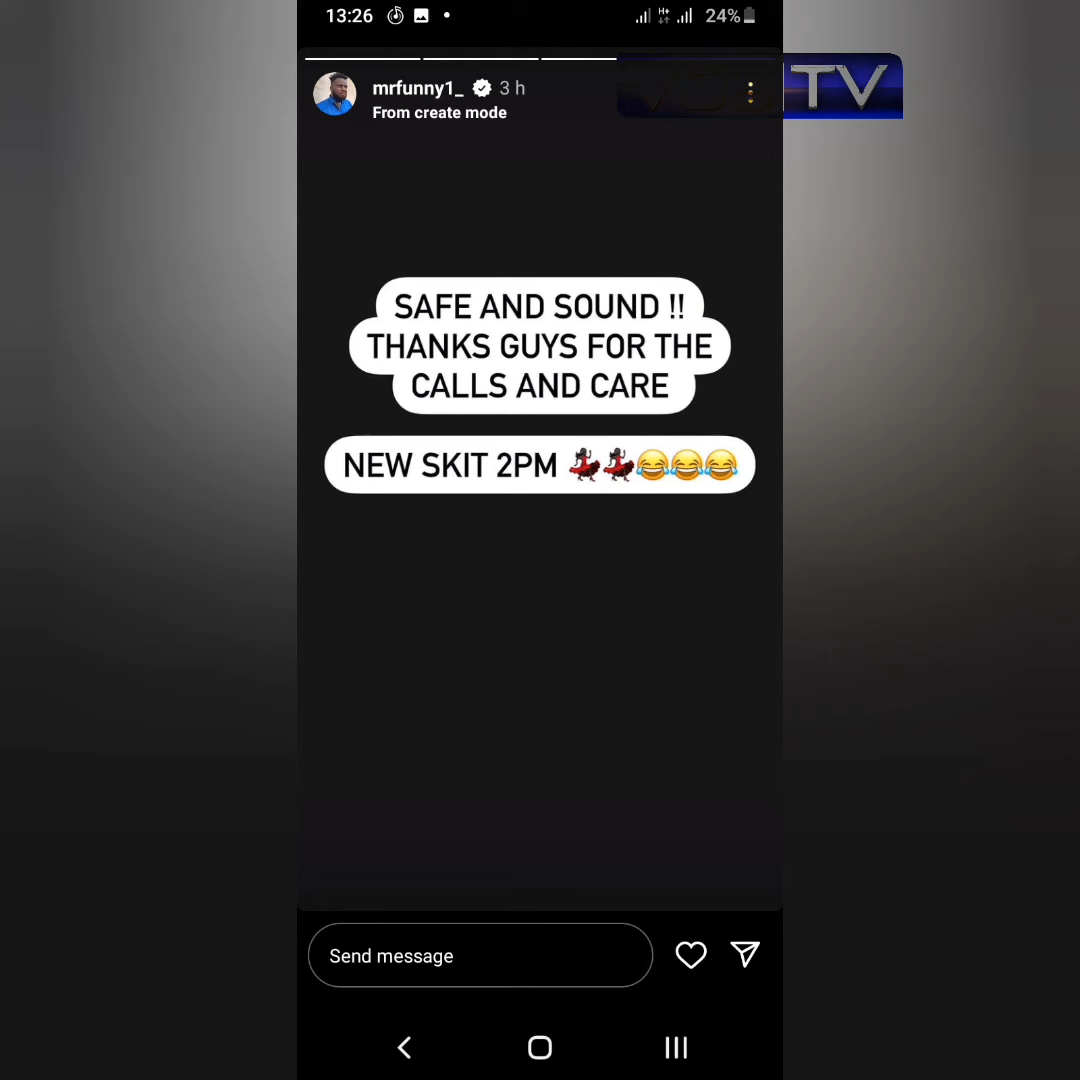 13:26 H+ 24%
mrfunny1_ 3 h
From create mode
TV
SAFE AND SOUND !!
THANKS GUYS FOR THE
CALLS AND CARE
NEW SKIT 2PM 💃💃😂😂😂
Send message